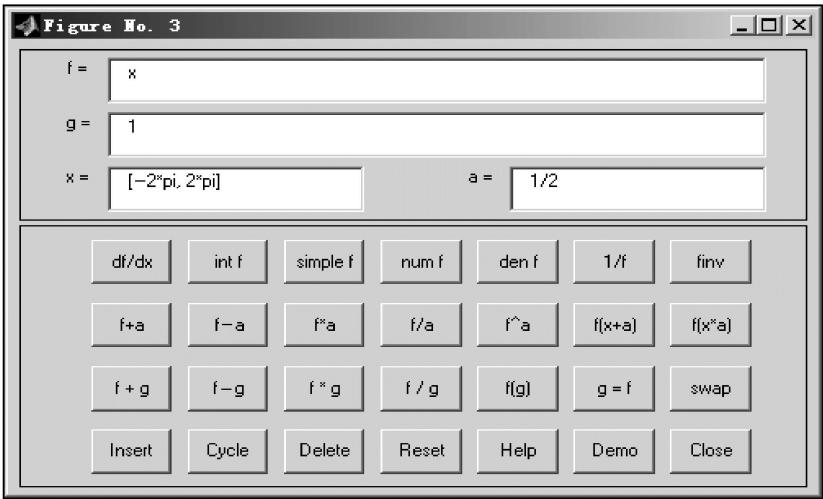 Figure No. 3
f = x
g = 1
x = [−2*pi, 2*pi] a = 1/2
df/dx int f simple f num f den f 1/f finv
f+a f−a f*a f/a f^a f(x+a) f(x*a)
f + g f−g f * g f / g f(g) g = f swap
Insert Cycle Delete Reset Help Demo Close